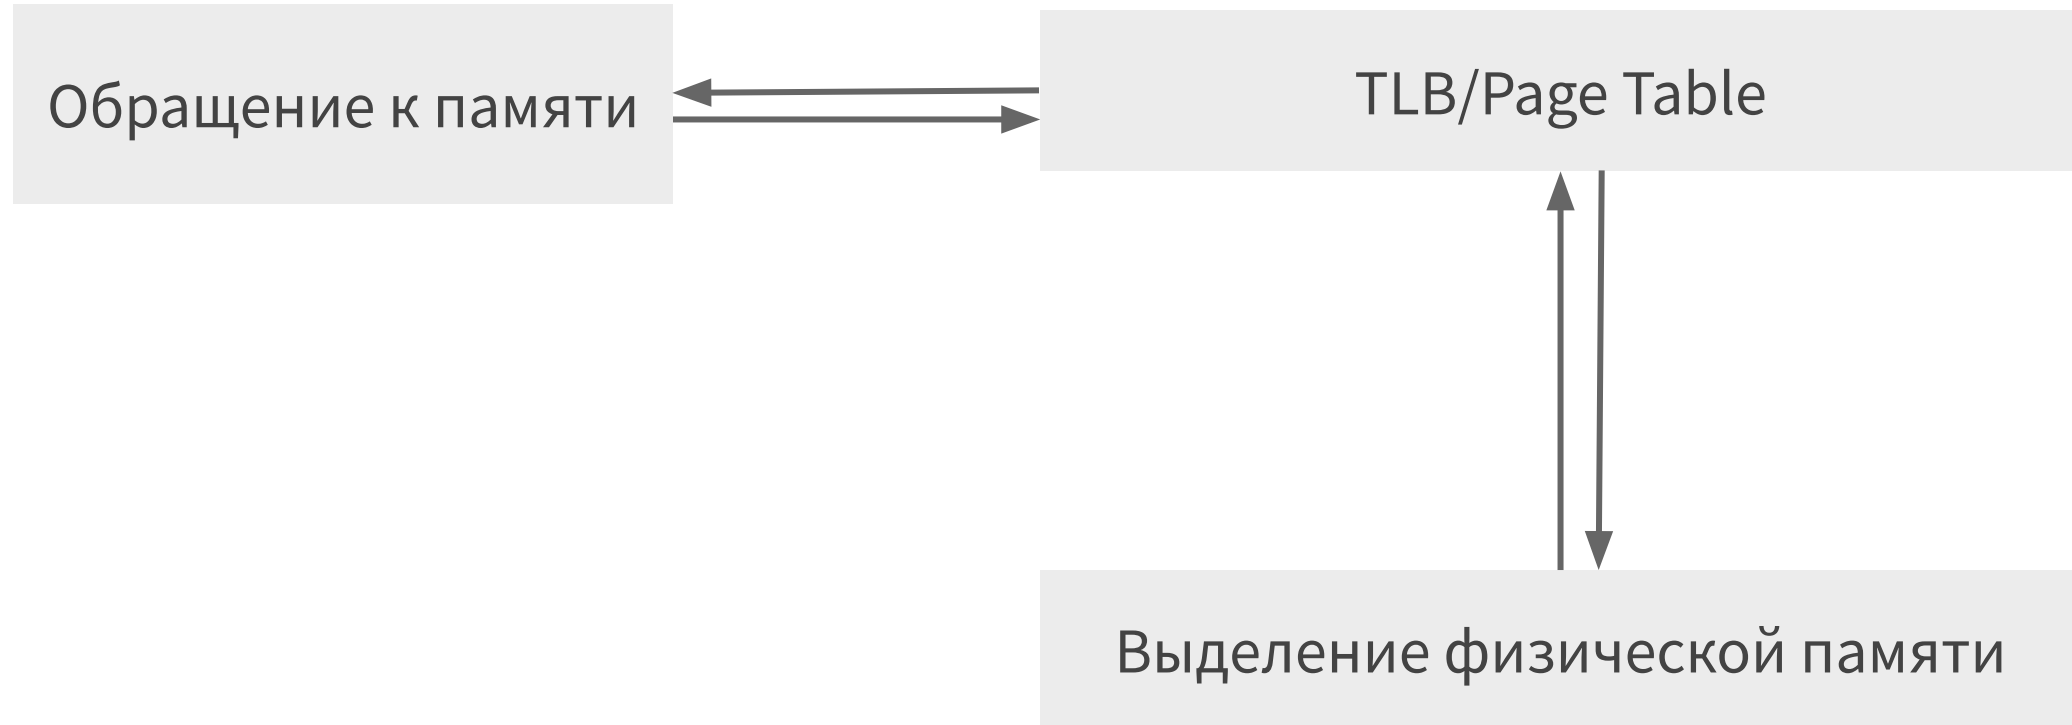 Обращение к памяти
TLB/Page Table
Выделение физической памяти